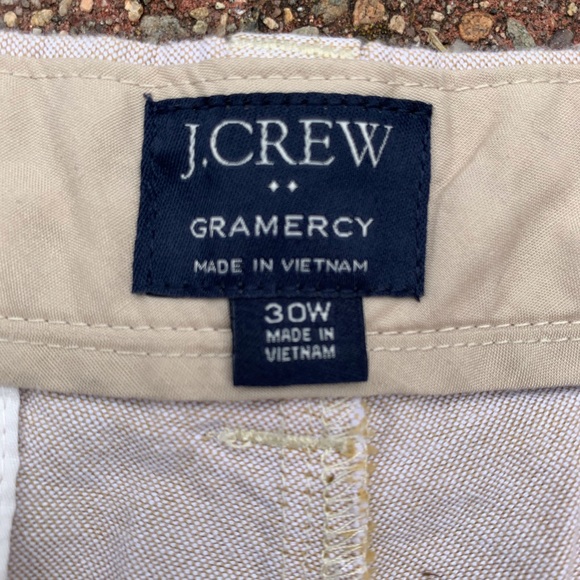 J.CREW
GRAMERCY
MADE IN VIETNAM
30W
MADE IN
VIETNAM